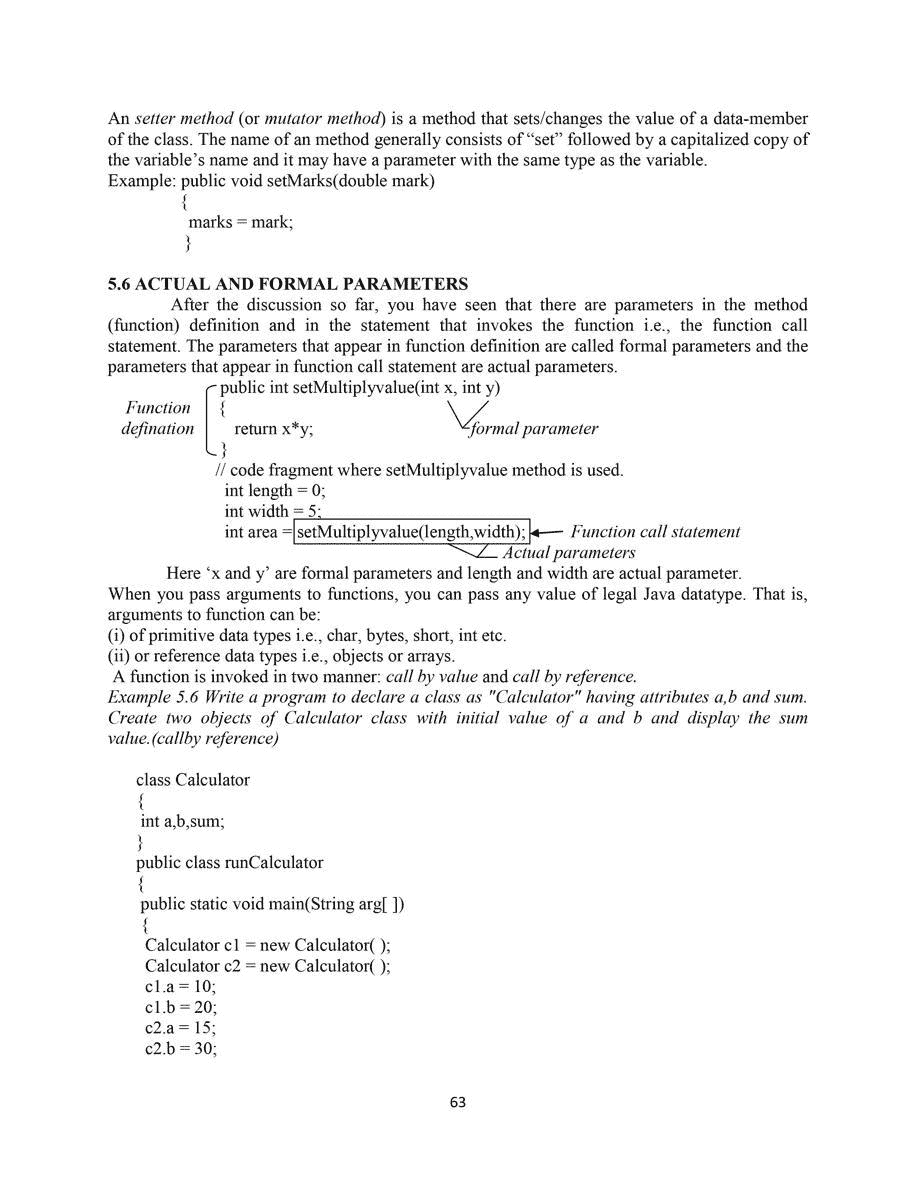 An setter method (or mutator method) is a method that sets/changes the value of a data-member
of the class. The name of an method generally consists of “set” followed by a capitalized copy of
the variable’s name and it may have a parameter with the same type as the variable.
Example: public void setMarks(double mark)
{
marks = mark;
}
5.6 ACTUAL AND FORMAL PARAMETERS
After the discussion so far, you have seen that there are parameters in the method
(function) definition and in the statement that invokes the function i.e., the function call
statement. The parameters that appear in function definition are called formal parameters and the
parameters that appear in function call statement are actual parameters.
public int setMultiplyvalue(int x, int y)
Function {
defination return x*y; formal parameter
}
// code fragment where setMultiplyvalue method is used.
int length = 0;
int width = 5;
int area = setMultiplyvalue(length,width); Function call statement
Actual parameters
Here ‘x and y’ are formal parameters and length and width are actual parameter.
When you pass arguments to functions, you can pass any value of legal Java datatype. That is,
arguments to function can be:
(i) of primitive data types i.e., char, bytes, short, int etc.
(ii) or reference data types i.e., objects or arrays.
A function is invoked in two manner: call by value and call by reference.
Example 5.6 Write a program to declare a class as "Calculator" having attributes a,b and sum.
Create two objects of Calculator class with initial value of a and b and display the sum
value.(callby reference)
class Calculator
{
int a,b,sum;
}
public class runCalculator
{
public static void main(String arg[ ])
{
Calculator c1 = new Calculator( );
Calculator c2 = new Calculator( );
c1.a = 10;
c1.b = 20;
c2.a = 15;
c2.b = 30;
63